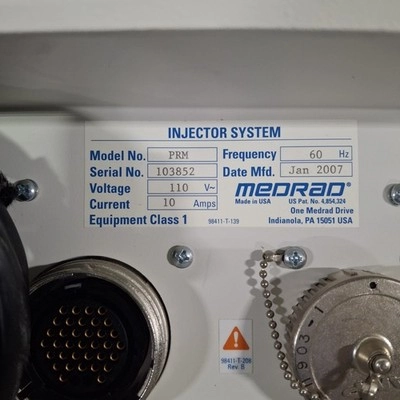 INJECTOR SYSTEM
Model No. PRM Frequency 60 Hz
Serial No. 103852 Date Mfd. Jan 2007
Voltage 110 V~
Current 10 Amps
Equipment Class 1 98411-T-139
MEDRAD®
Made in USA US Pat. No. 4,854,324
One Medrad Drive
Indianola, PA 15051 USA
98411-T-208
Rev B